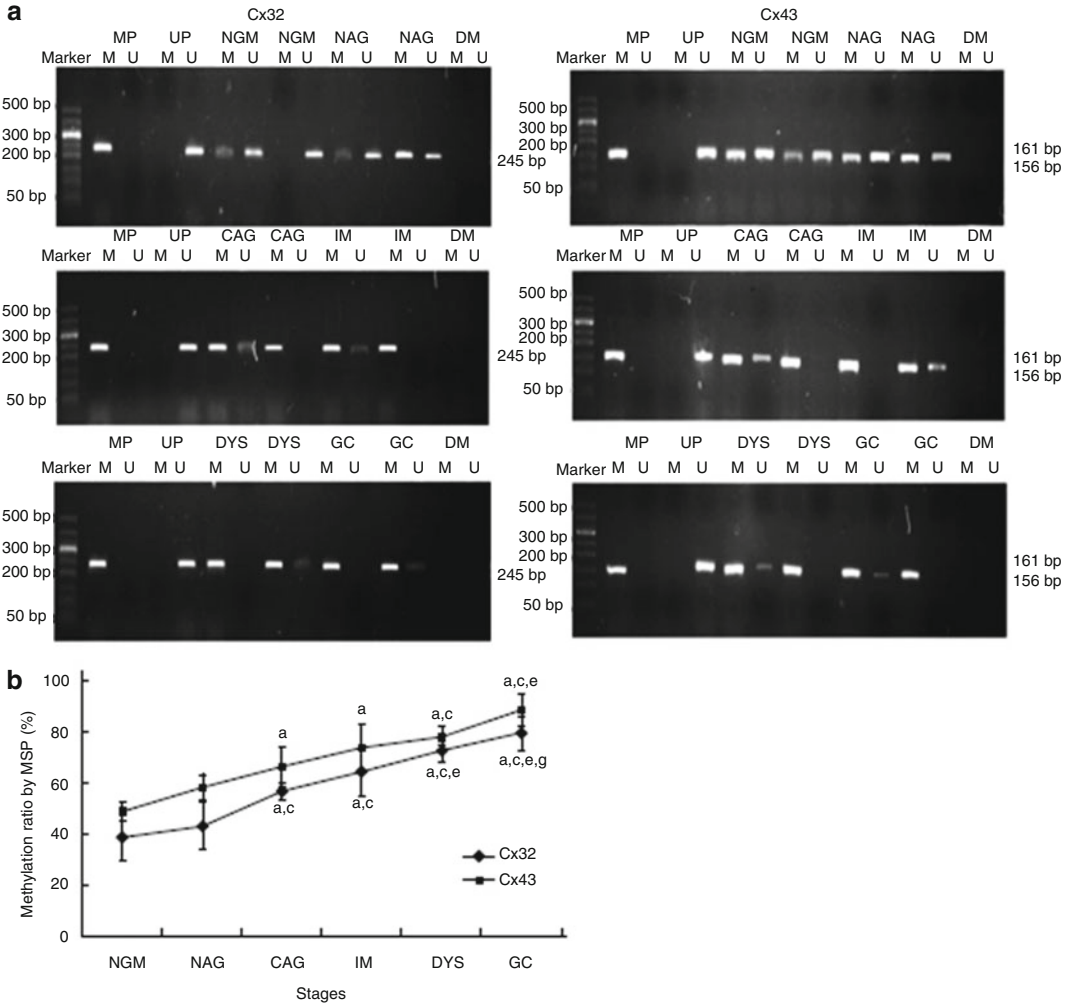 a
Cx32
MP UP NGM NGM NAG NAG DM
Marker M U M U M U M U M U M U M U
500 bp
300 bp
200 bp
50 bp
245 bp
MP UP CAG CAG IM IM DM
Marker M U M U M U M U M U M U M U
500 bp
300 bp
200 bp
50 bp
245 bp
MP UP DYS DYS GC GC DM
Marker M U M U M U M U M U M U M U
500 bp
300 bp
200 bp
50 bp
245 bp
Cx43
MP UP NGM NGM NAG NAG DM
Marker M U M U M U M U M U M U M U
500 bp
300 bp
200 bp
50 bp
161 bp
156 bp
MP UP CAG CAG IM IM DM
Marker M U M U M U M U M U M U M U
500 bp
300 bp
200 bp
50 bp
161 bp
156 bp
MP UP DYS DYS GC GC DM
Marker M U M U M U M U M U M U M U
500 bp
300 bp
200 bp
50 bp
161 bp
156 bp
b
Methylation ratio by MSP (%)
100
80
60
40
20
0
a
a
a,c
a,c,e
a,c
a,c
a,c,e
a,c,e,g
Cx32
Cx43
NGM NAG CAG IM DYS GC
Stages